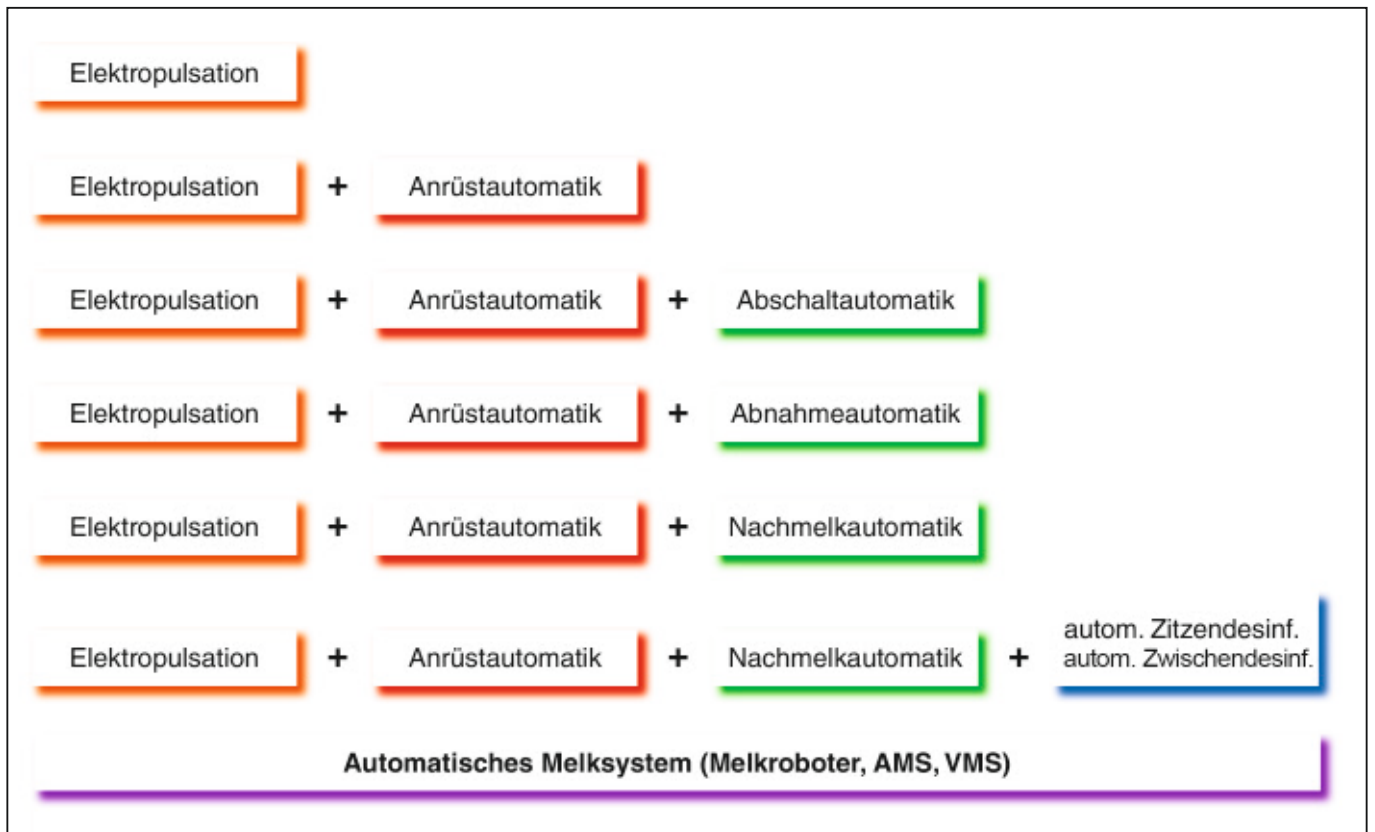 Elektropulsation
Elektropulsation + Anrüstautomatik
Elektropulsation + Anrüstautomatik + Abschaltautomatik
Elektropulsation + Anrüstautomatik + Abnahmeautomatik
Elektropulsation + Anrüstautomatik + Nachmelkautomatik
Elektropulsation + Anrüstautomatik + Nachmelkautomatik + autom. Zitzendesinf.
autom. Zwischendesinf.
Automatisches Melksystem (Melkroboter, AMS, VMS)